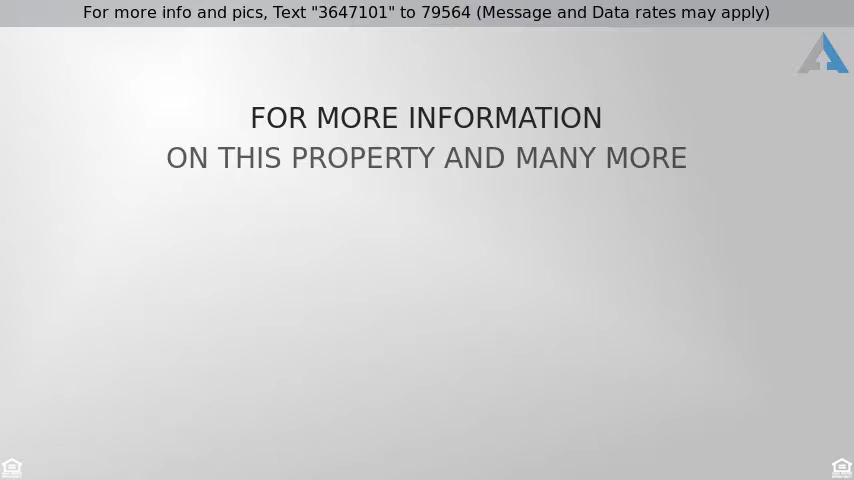 For more info and pics, Text "3647101" to 79564 (Message and Data rates may apply)
FOR MORE INFORMATION
ON THIS PROPERTY AND MANY MORE